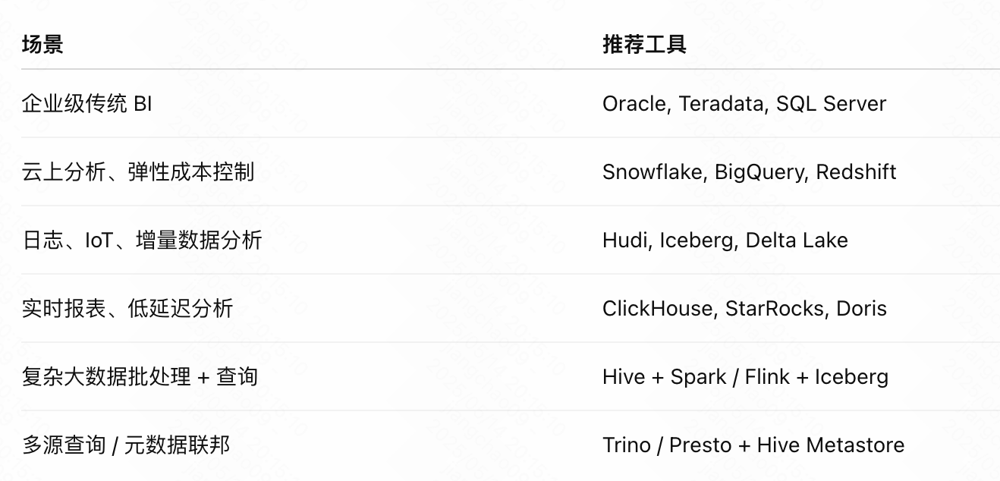 场景 推荐工具
企业级传统 BI Oracle, Teradata, SQL Server
云上分析、弹性成本控制 Snowflake, BigQuery, Redshift
日志、IoT、增量数据分析 Hudi, Iceberg, Delta Lake
实时报表、低延迟分析 ClickHouse, StarRocks, Doris
复杂大数据批处理 + 查询 Hive + Spark / Flink + Iceberg
多源查询 / 元数据联邦 Trino / Presto + Hive Metastore